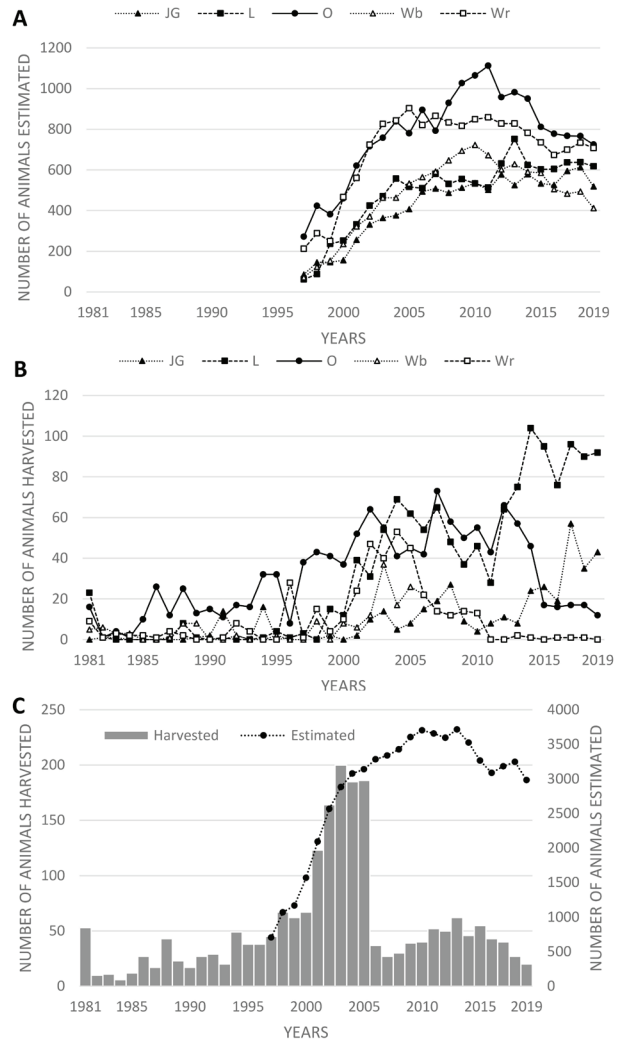 A
JG L O Wb Wr
NUMBER OF ANIMALS ESTIMATED
1200
1000
800
600
400
200
0
1981 1985 1990 1995 2000 2005 2010 2015 2019
YEARS
B
JG L O Wb Wr
NUMBER OF ANIMALS HARVESTED
120
100
80
60
40
20
0
1981 1985 1990 1995 2000 2005 2010 2015 2019
YEARS
C
Harvested Estimated
NUMBER OF ANIMALS HARVESTED
250
200
150
100
50
0
4000
3500
3000
2500
2000
1500
1000
500
0
NUMBER OF ANIMALS ESTIMATED
1981 1985 1990 1995 2000 2005 2010 2015 2019
YEARS